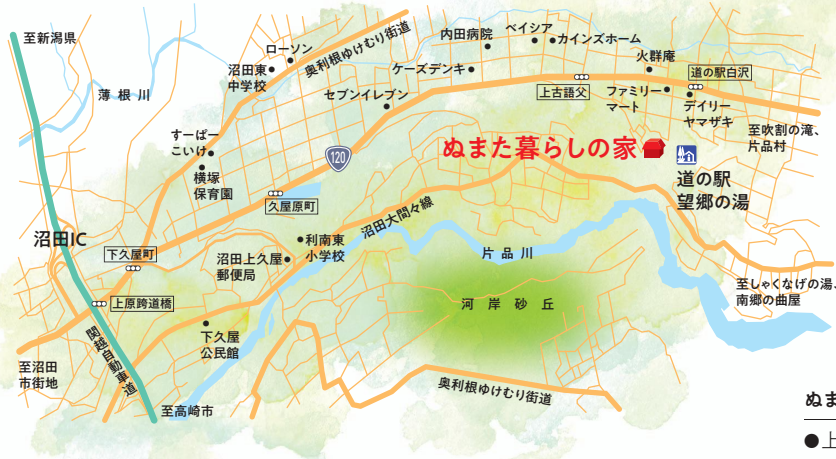 至新潟県
薄根川
ローソン
沼田東
中学校
奥利根ゆけむり街道
内田病院
ベイシア
カインズホーム
ケーズデンキ
セブンイレブン
火群庵
道の駅白沢
上古語父
ファミリー
マート
デイリー
ヤマザキ
至吹割の滝、
片品村
すーぱー
こいけ
横塚
保育園
120
ぬまた暮らしの家
道の駅
望郷の湯
久屋原町
沼田大間々線
沼田IC
下久屋町
沼田上久屋
郵便局
利南東
小学校
片品川
上原跨道橋
河岸砂丘
至しゃくなげの湯、
南郷の曲屋
関越自動車道
下久屋
公民館
至沼田
市街地
至高崎市
奥利根ゆけむり街道
ぬま
●上